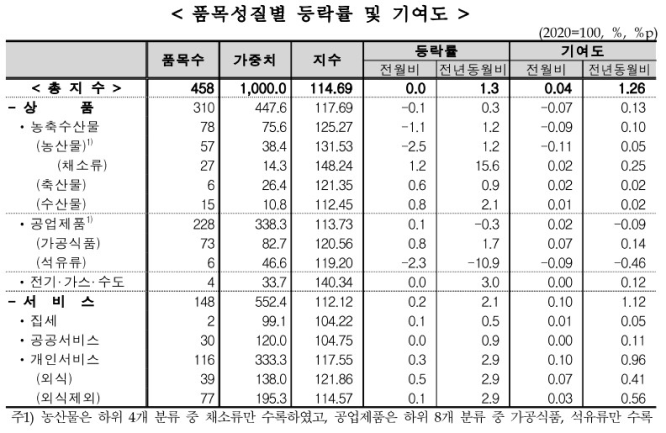 < 품목성질별 등락률 및 기여도 >
(2020=100, %, %p)
품목수 가중치 지수 등락률 기여도
전월비 전년동월비 전월비 전년동월비
< 총 지 수 > 458 1,000.0 114.69 0.0 1.3 0.04 1.26
- 상 품 310 447.6 117.69 -0.1 0.3 -0.07 0.13
• 농축수산물 78 75.6 125.27 -1.1 1.2 -0.09 0.10
(농산물)1) 57 38.4 131.53 -2.5 1.2 -0.11 0.05
(채소류) 27 14.3 148.24 1.2 15.6 0.02 0.25
(축산물) 6 26.4 121.35 0.6 0.9 0.02 0.02
(수산물) 15 10.8 112.45 0.8 2.1 0.01 0.02
• 공업제품1) 228 338.3 113.73 0.1 -0.3 0.02 -0.09
(가공식품) 73 82.7 120.56 0.8 1.7 0.07 0.14
(석유류) 6 46.6 119.20 -2.3 -10.9 -0.09 -0.46
• 전기·가스·수도 4 33.7 140.34 0.0 3.0 0.00 0.12
- 서 비 스 148 552.4 112.12 0.2 2.1 0.10 1.12
• 집세 2 99.1 104.22 0.1 0.5 0.01 0.05
• 공공서비스 30 120.0 104.75 0.0 0.9 0.00 0.11
• 개인서비스 116 333.3 117.55 0.3 2.9 0.10 0.96
(외식) 39 138.0 121.86 0.5 2.9 0.07 0.41
(외식제외) 77 195.3 114.57 0.1 2.9 0.03 0.56
주1) 농산물은 하위 4개 분류 중 채소류만 수록하였고, 공업제품은 하위 8개 분류 중 가공식품, 석유류만 수록